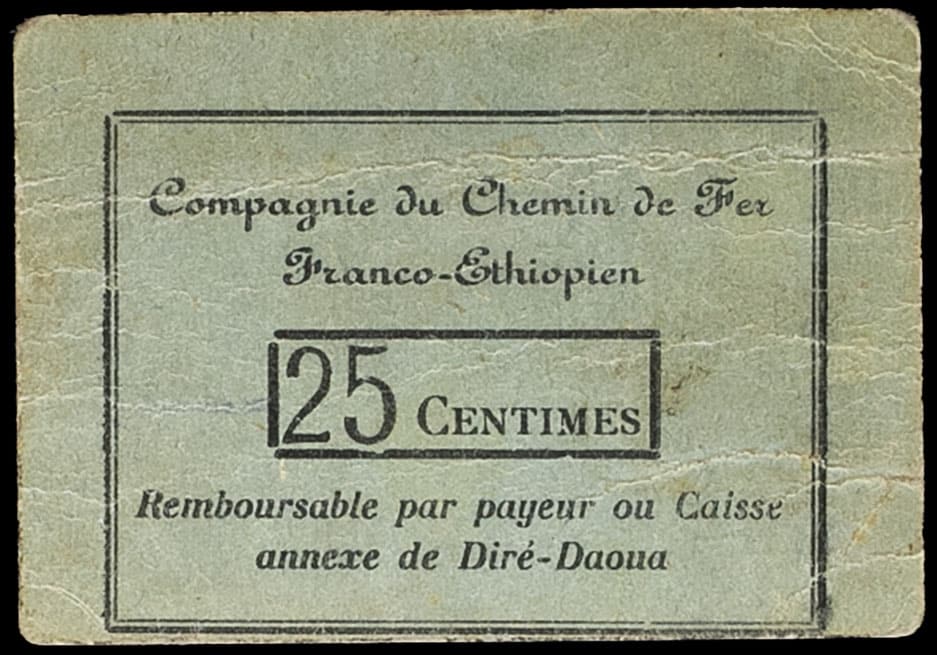 Compagnie du Chemin de Fer
Franco-Ethiopien
25 CENTIMES
Remboursable par payeur ou Caisse
annexe de Diré-Daoua